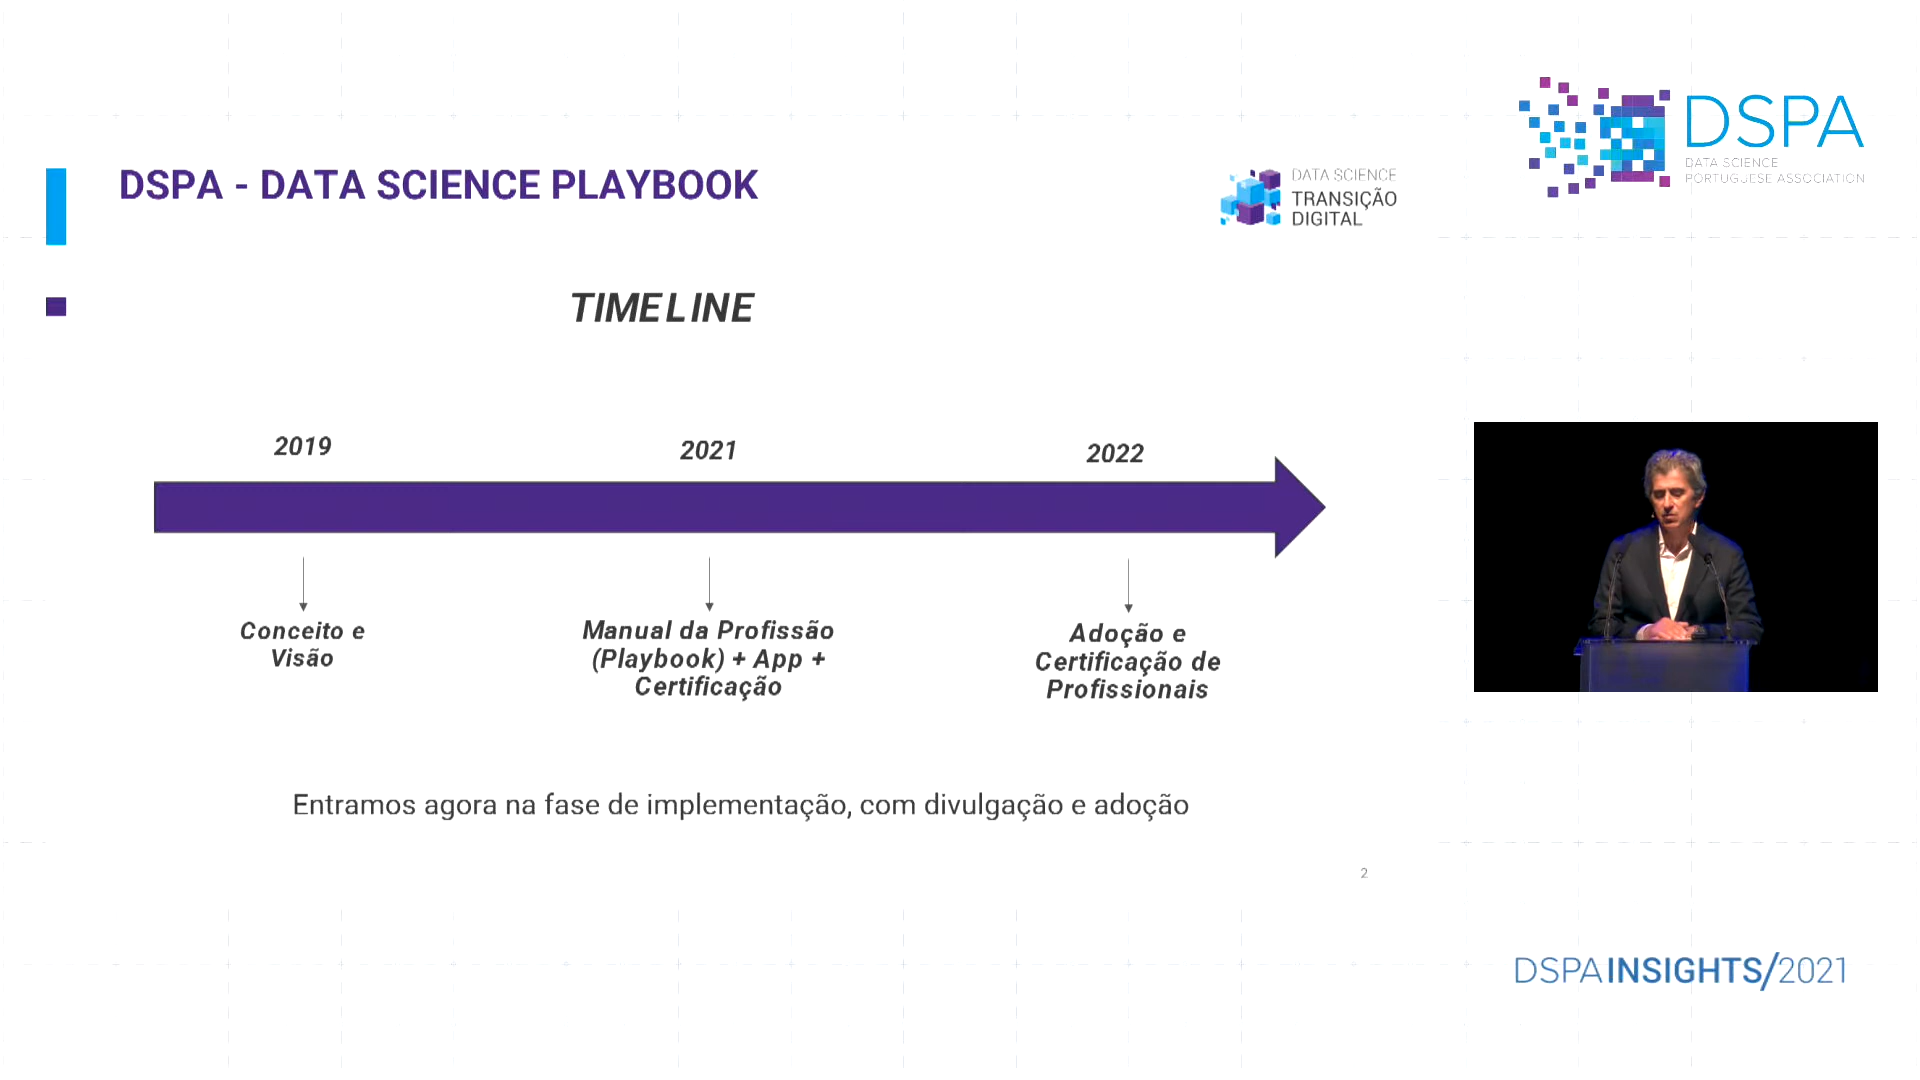 DSPA
DATA SCIENCE
PORTUGUESE ASSOCIATION
DSPA - DATA SCIENCE PLAYBOOK
DATA SCIENCE
TRANSIÇÃO
DIGITAL
TIMELINE
2019
2021
2022
Conceito e
Visão
Manual da Profissão
(Playbook) + App +
Certificação
Adoção e
Certificação de
Profissionais
Entramos agora na fase de implementação, com divulgação e adoção
2
DSPAINSIGHTS/2021